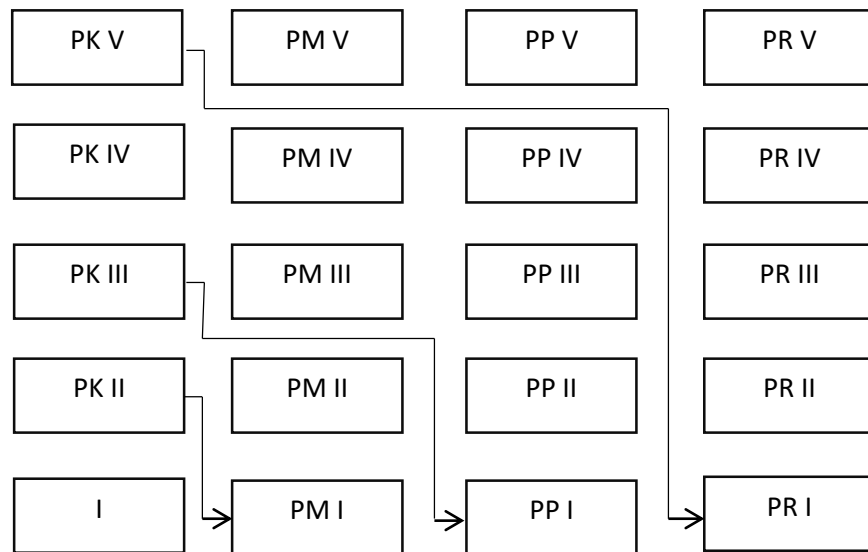 PK V
PM V
PP V
PR V
PK IV
PM IV
PP IV
PR IV
PK III
PM III
PP III
PR III
PK II
PM II
PP II
PR II
I
PM I
PP I
PR I